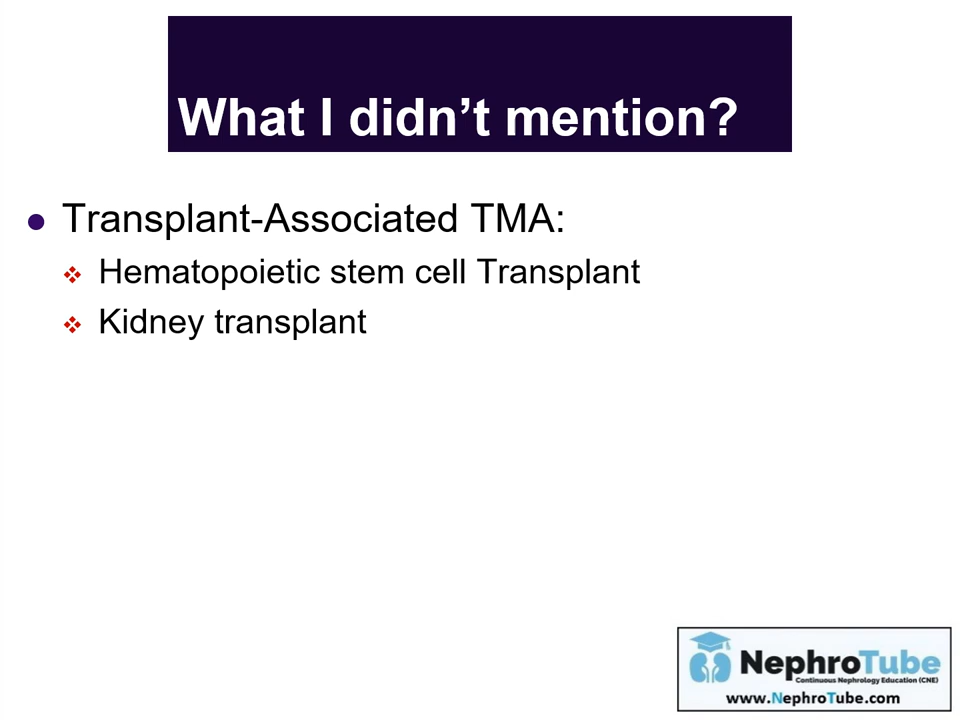 What I didn’t mention?
Transplant-Associated TMA:
Hematopoietic stem cell Transplant
Kidney transplant
NephroTube
Continuous Nephrology Education (CNE)
www.NephroTube.com